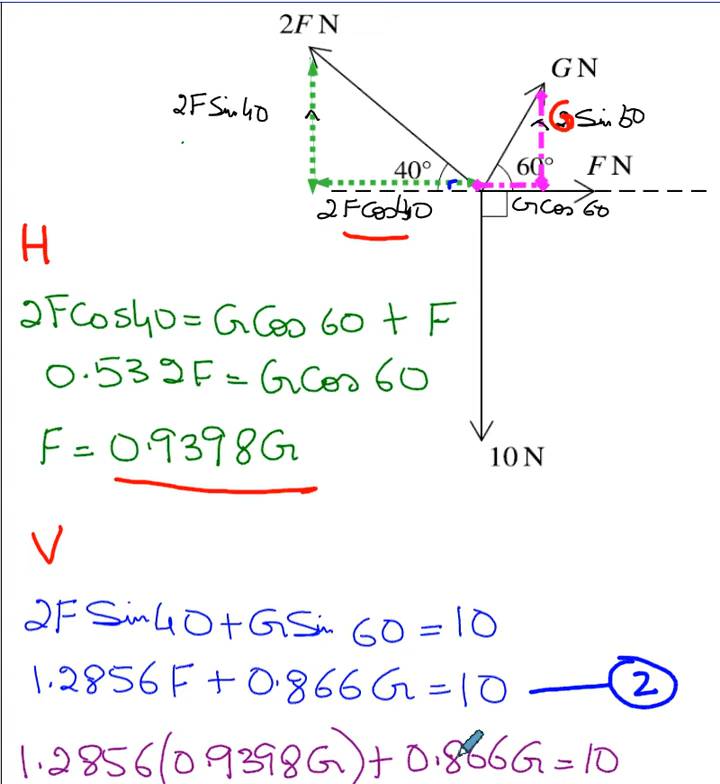 2F N
G N
2F Sin 40
G Sin 60
40°
60°
F N
2F Cos 40
G Cos 60
H
2F Cos 40 = G Cos 60 + F
0.532F = G Cos 60
F = 0.9398G
10 N
V
2F Sin 40 + G Sin 60 = 10
1.2856 F + 0.866 G = 10 2
1.2856(0.9398G) + 0.866G = 10